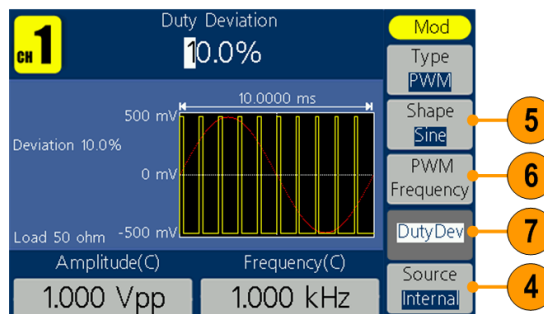 CH 1
Duty Deviation
10.0%
10.0000 ms
500 mV
Deviation 10.0%
0 mV
Load 50 ohm
-500 mV
Amplitude(C)
Frequency(C)
1.000 Vpp
1.000 kHz
Mod
Type
PWM
Shape
Sine
5
PWM
Frequency
6
DutyDev
7
Source
Internal
4